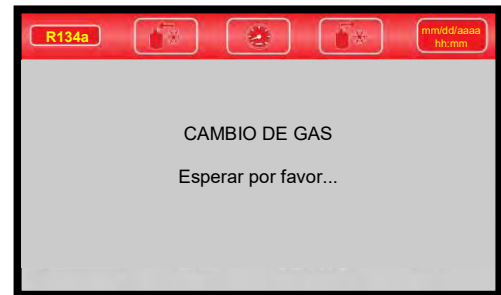 R134a
mm/dd/aaaa
hh:mm
CAMBIO DE GAS
Esperar por favor...